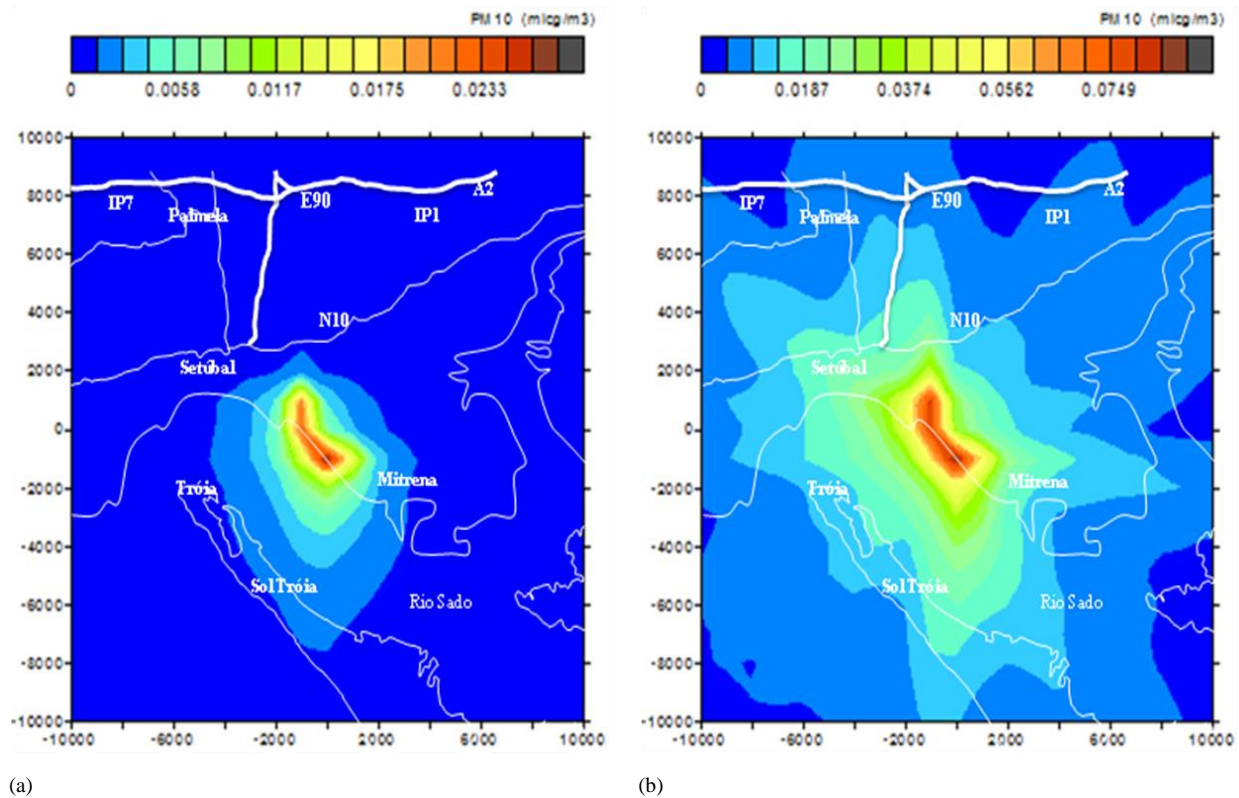 PM 10 (micg/m3)
0 0.0058 0.0117 0.0175 0.0233
10000
8000
6000
4000
2000
0
-2000
-4000
-6000
-8000
-10000
-10000 -6000 -2000 2000 6000 10000
IP7
Palmela
E90
IP1
A2
N10
Setúbal
Mitrena
Tróia
SolTróia
Rio Sado
(a)
PM 10 (micg/m3)
0 0.0187 0.0374 0.0562 0.0749
10000
8000
6000
4000
2000
0
-2000
-4000
-6000
-8000
-10000
-10000 -6000 -2000 2000 6000 10000
IP7
Palmela
E90
IP1
A2
N10
Setúbal
Mitrena
Tróia
SolTróia
Rio Sado
(b)